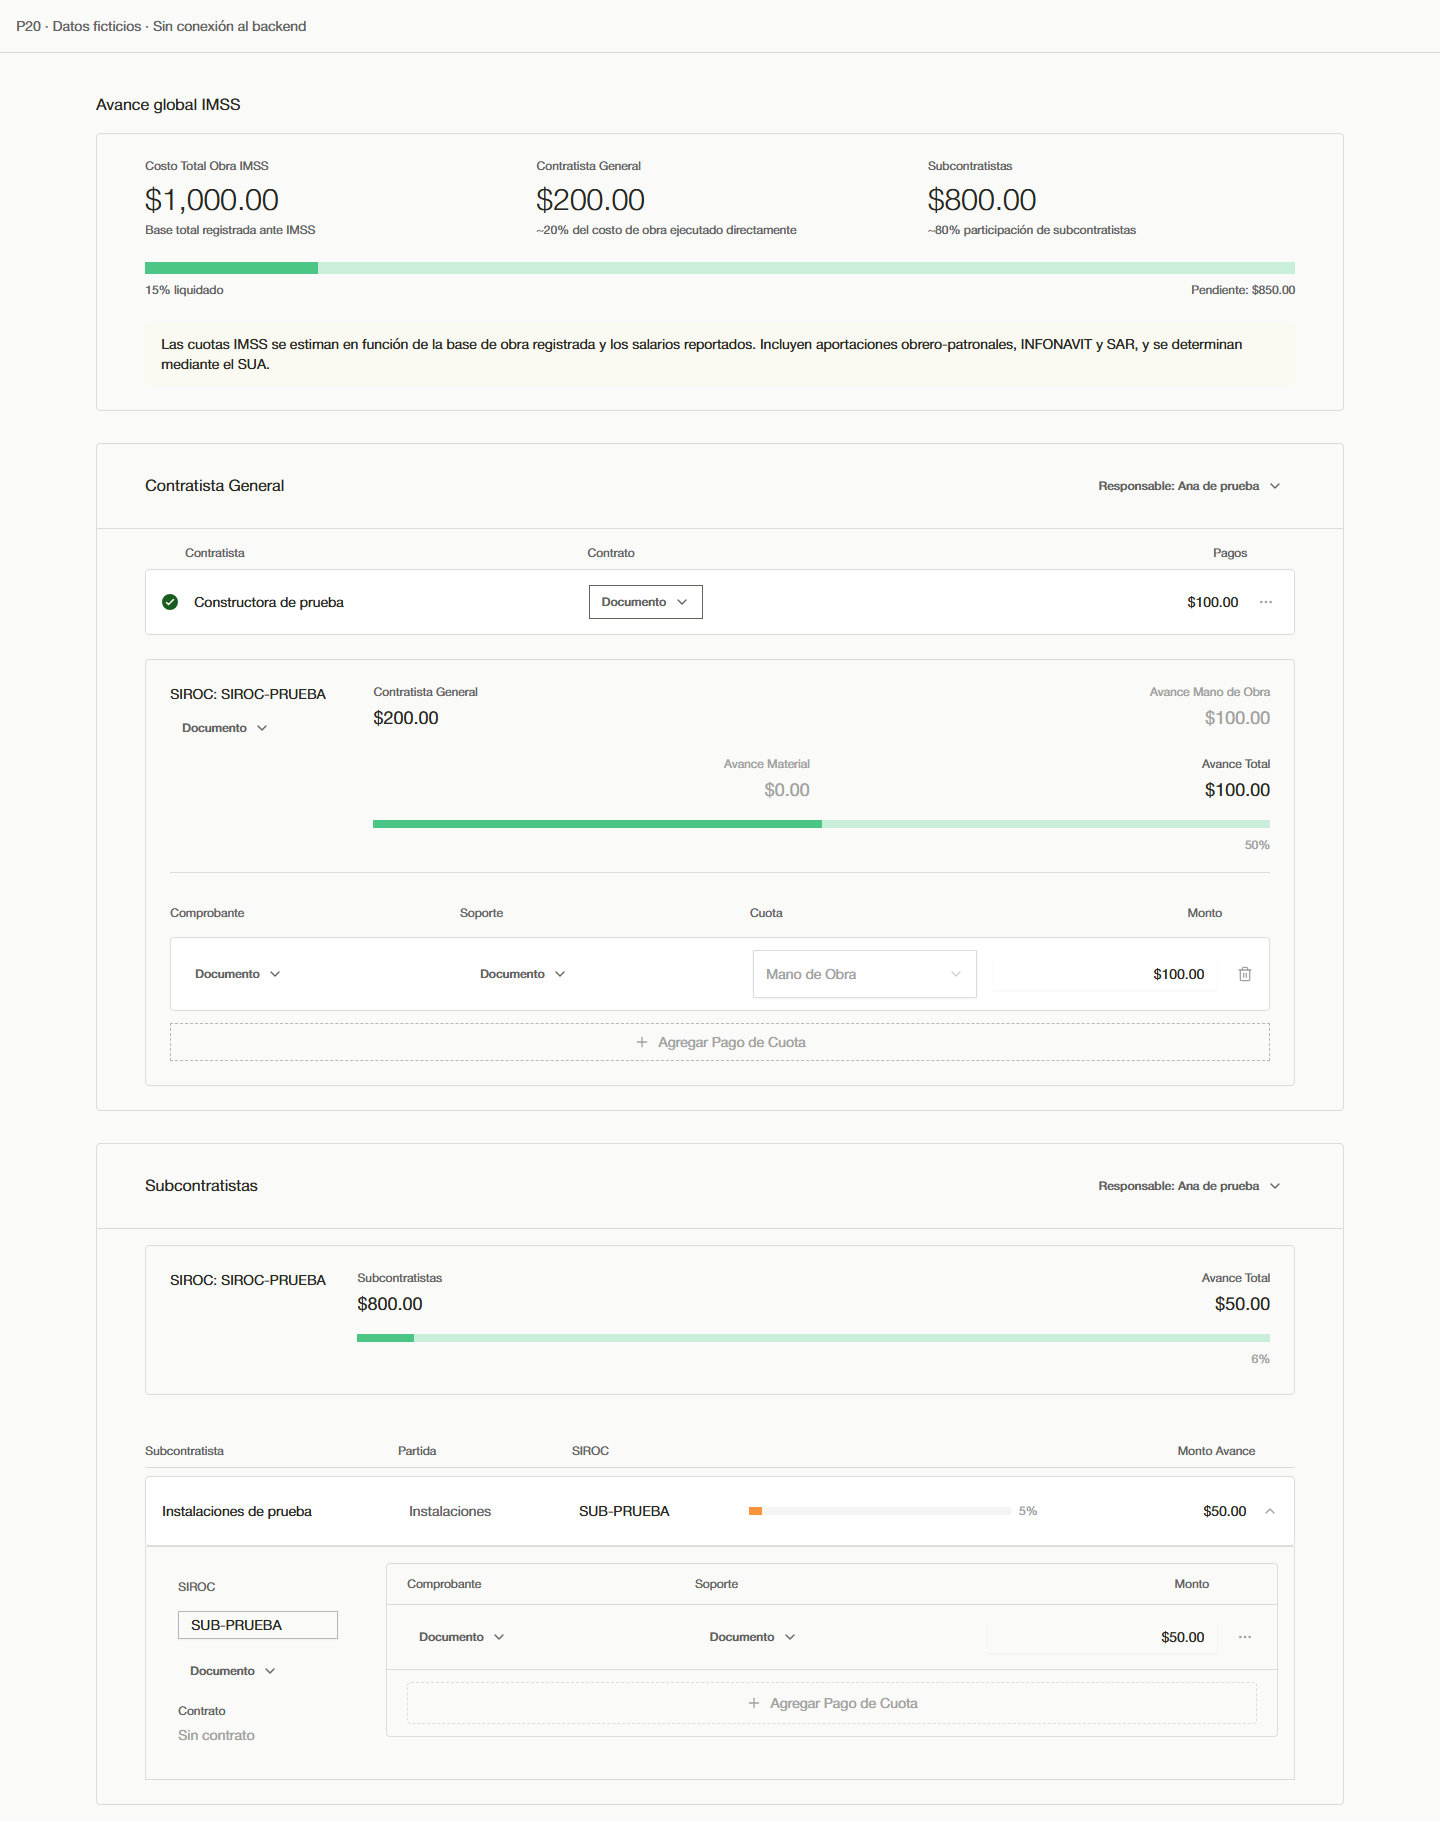 P20 · Datos ficticios · Sin conexión al backend
Avance global IMSS
Costo Total Obra IMSS
$1,000.00
Base total registrada ante IMSS
Contratista General
$200.00
~20% del costo de obra ejecutado directamente
Subcontratistas
$800.00
~80% participación de subcontratistas
15% liquidado
Pendiente: $850.00
Las cuotas IMSS se estiman en función de la base de obra registrada y los salarios reportados. Incluyen aportaciones obrero-patronales, INFONAVIT y SAR, y se determinan
mediante el SUA.
Contratista General
Responsable: Ana de prueba
Contratista
Contrato
Pagos
Constructora de prueba
Documento
$100.00
SIROC: SIROC-PRUEBA
Documento
Contratista General
$200.00
Avance Mano de Obra
$100.00
Avance Material
$0.00
Avance Total
$100.00
50%
Comprobante
Soporte
Cuota
Monto
Documento
Documento
Mano de Obra
$100.00
Agregar Pago de Cuota
Subcontratistas
Responsable: Ana de prueba
SIROC: SIROC-PRUEBA
Subcontratistas
$800.00
Avance Total
$50.00
6%
Subcontratista
Partida
SIROC
Monto Avance
Instalaciones de prueba
Instalaciones
SUB-PRUEBA
5%
$50.00
SIROC
SUB-PRUEBA
Documento
Contrato
Sin contrato
Comprobante
Soporte
Monto
Documento
Documento
$50.00
Agregar Pago de Cuota